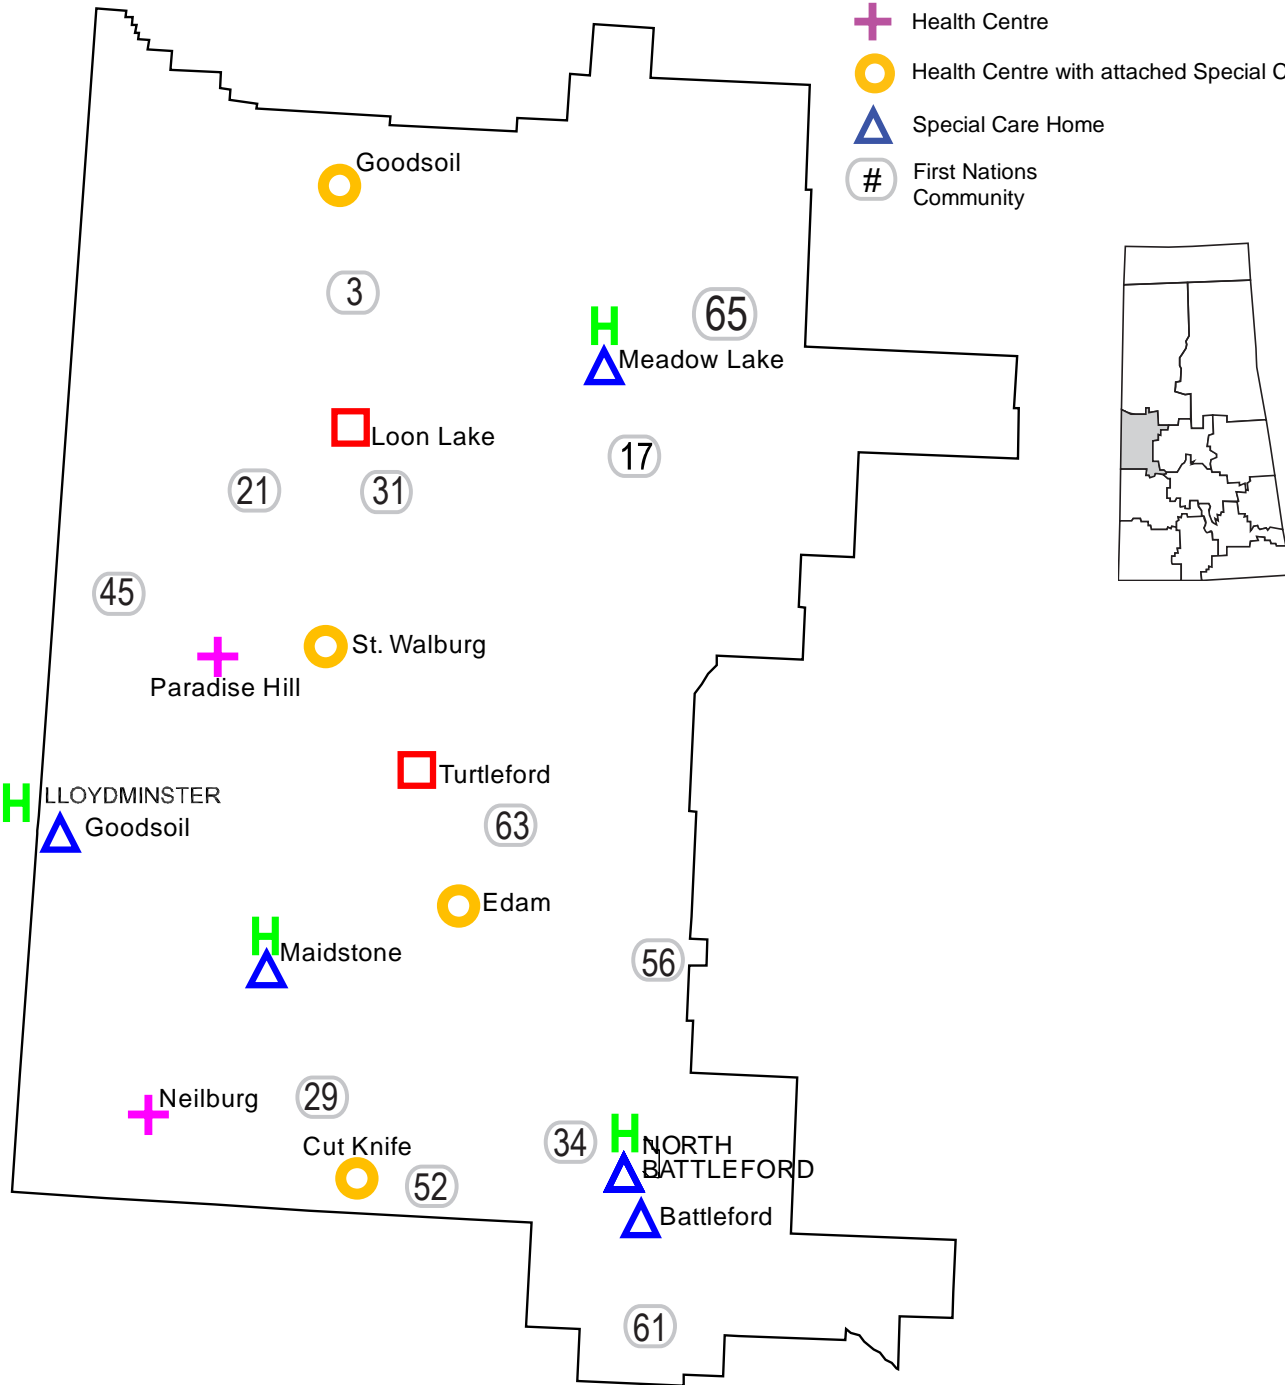 Health Centre
Health Centre with attached Special C
Special Care Home
#
First Nations
Community
Goodsoil
3
65
H
Meadow Lake
Loon Lake
17
21
31
45
St. Walburg
Paradise Hill
Turtleford
H
LLOYDMINSTER
Goodsoil
63
Edam
H
Maidstone
56
Neilburg
29
Cut Knife
34
H
NORTH
BATTLEFORD
52
Battleford
61